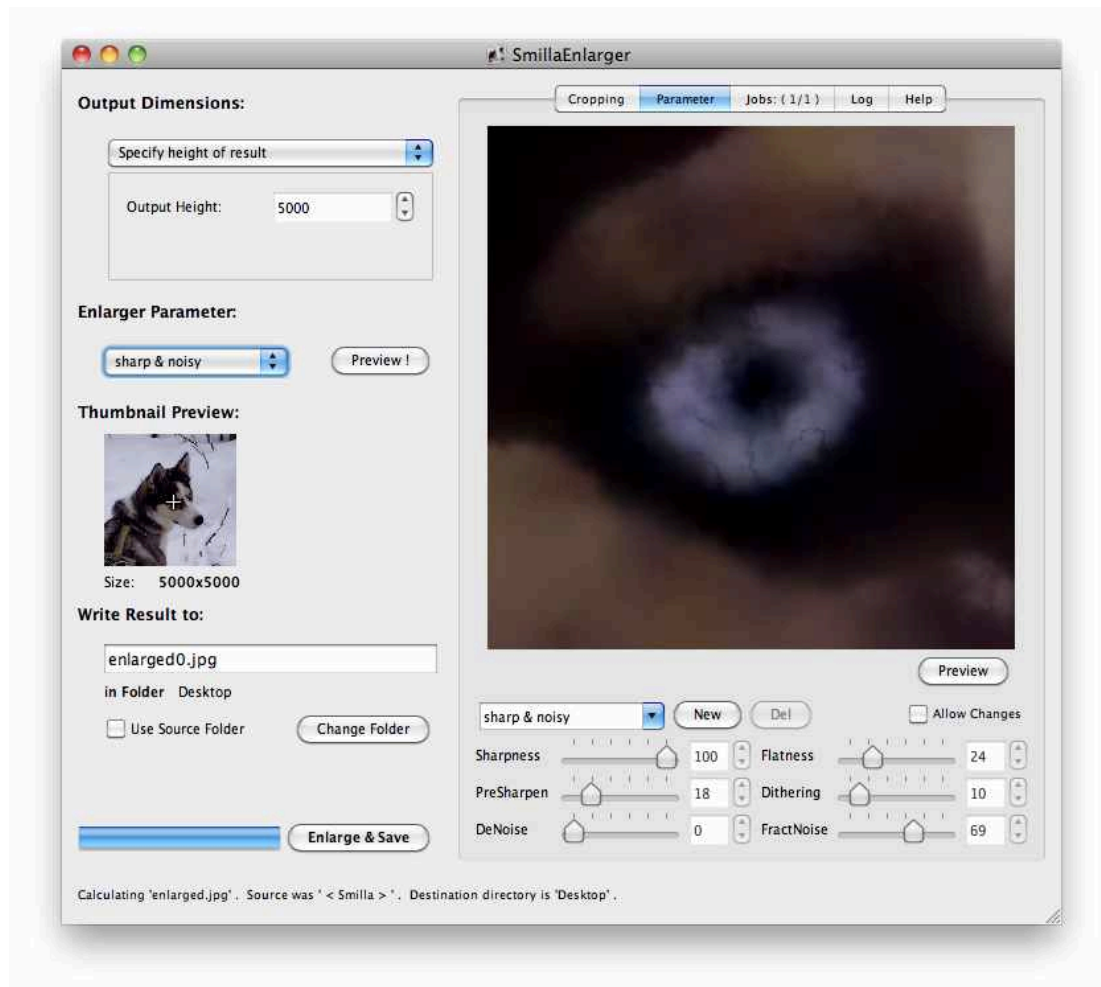 SmillaEnlarger
Output Dimensions:
Specify height of result
Output Height: 5000
Enlarger Parameter:
sharp & noisy Preview !
Thumbnail Preview:
Size: 5000x5000
Write Result to:
enlarged0.jpg
in Folder Desktop
Use Source Folder Change Folder
Enlarge & Save
Cropping Parameter Jobs: ( 1/1 ) Log Help
Preview
sharp & noisy New Del Allow Changes
Sharpness 100 Flatness 24
PreSharpen 18 Dithering 10
DeNoise 0 FractNoise 69
Calculating 'enlarged.jpg' . Source was ' < Smilla > ' . Destination directory is 'Desktop' .